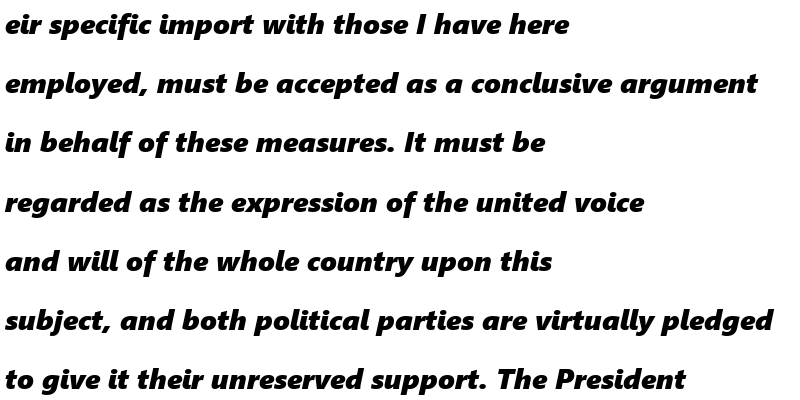 eir specific import with those I have here
employed, must be accepted as a conclusive argument
in behalf of these measures. It must be
regarded as the expression of the united voice
and will of the whole country upon this
subject, and both political parties are virtually pledged
to give it their unreserved support. The President